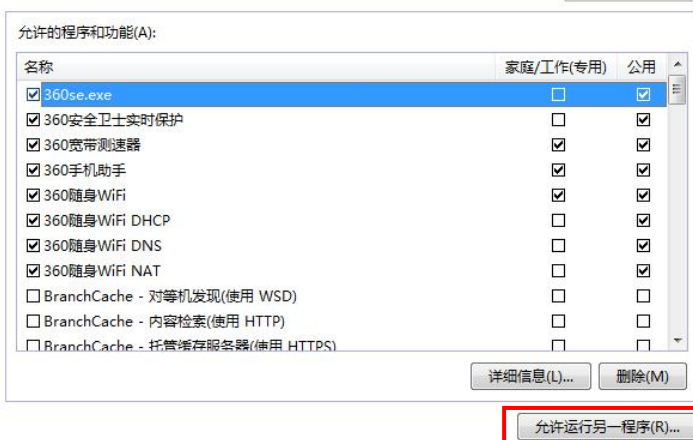 允许的程序和功能(A):
名称 家庭/工作(专用) 公用
360se.exe
360安全卫士实时保护
360宽带测速器
360手机助手
360随身WiFi
360随身WiFi DHCP
360随身WiFi DNS
360随身WiFi NAT
BranchCache - 对等机发现(使用 WSD)
BranchCache - 内容检索(使用 HTTP)
BranchCache - 托管缓存服务器(使用 HTTPS)
详细信息(L)... 删除(M)
允许运行另一程序(R)...